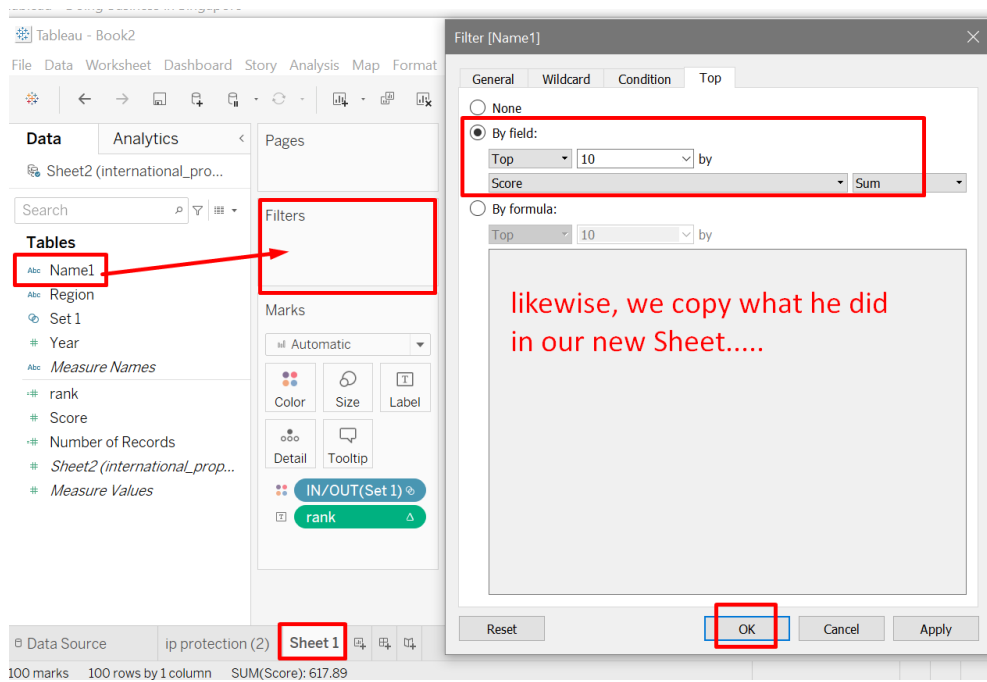 Tableau - Book2
File Data Worksheet Dashboard Story Analysis Map Format
Data Analytics
Sheet2 (international_pro...
Search
Tables
Abc Name1
Abc Region
Set 1
# Year
Abc Measure Names
=# rank
# Score
=# Number of Records
# Sheet2 (international_prop...
# Measure Values
Pages
Filters
Marks
Automatic
Color Size Label
Detail Tooltip
IN/OUT(Set 1)
rank
Filter [Name1]
General Wildcard Condition Top
None
By field:
Top 10 by
Score Sum
By formula:
Top 10 by
likewise, we copy what he did
in our new Sheet.....
Reset OK Cancel Apply
Data Source ip protection (2) Sheet 1
100 marks 100 rows by 1 column SUM(Score): 617.89